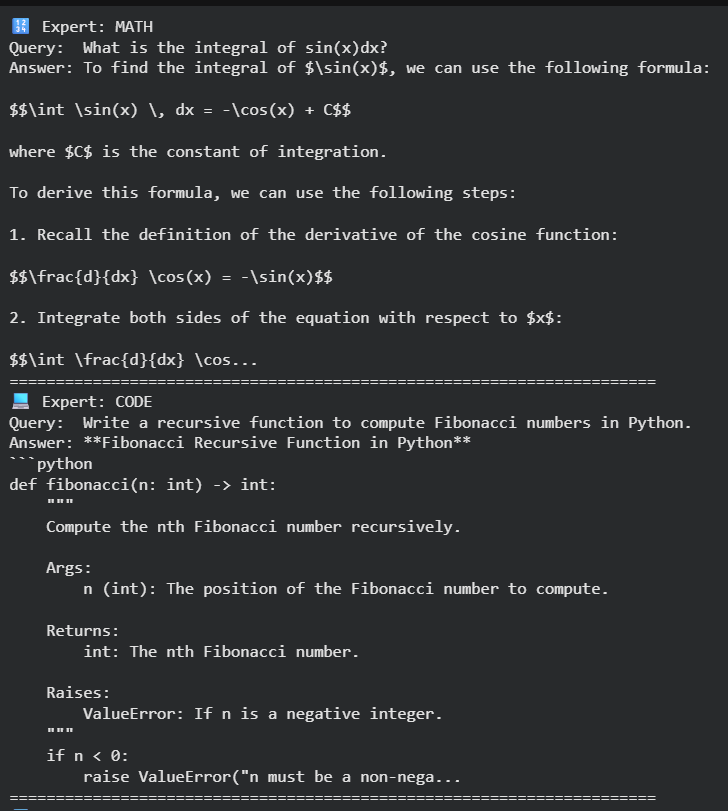 🔢 Expert: MATH
Query:  What is the integral of sin(x)dx?
Answer: To find the integral of $\sin(x)$, we can use the following formula:

$$\int \sin(x) \, dx = -\cos(x) + C$$

where $C$ is the constant of integration.

To derive this formula, we can use the following steps:

1. Recall the definition of the derivative of the cosine function:

$$\frac{d}{dx} \cos(x) = -\sin(x)$$

2. Integrate both sides of the equation with respect to $x$:

$$\int \frac{d}{dx} \cos...
======================================================================
💻 Expert: CODE
Query:  Write a recursive function to compute Fibonacci numbers in Python.
Answer: **Fibonacci Recursive Function in Python**
```python
def fibonacci(n: int) -> int:
    """
    Compute the nth Fibonacci number recursively.

    Args:
        n (int): The position of the Fibonacci number to compute.

    Returns:
        int: The nth Fibonacci number.

    Raises:
        ValueError: If n is a negative integer.
    """
    if n < 0:
        raise ValueError("n must be a non-nega...
======================================================================